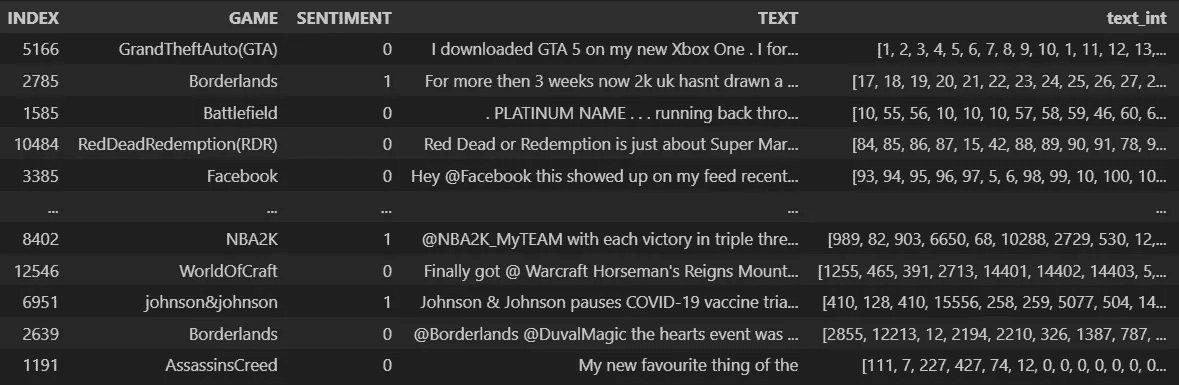 INDEX GAME SENTIMENT TEXT text_int
5166 GrandTheftAuto(GTA) 0 I downloaded GTA 5 on my new Xbox One . I for... [1, 2, 3, 4, 5, 6, 7, 8, 9, 10, 1, 11, 12, 13,...
2785 Borderlands 1 For more then 3 weeks now 2k uk hasnt drawn a ... [17, 18, 19, 20, 21, 22, 23, 24, 25, 26, 27, 2...
1585 Battlefield 0 . PLATINUM NAME . . . running back thro... [10, 55, 56, 10, 10, 10, 57, 58, 59, 46, 60, 6...
10484 RedDeadRedemption(RDR) 0 Red Dead or Redemption is just about Super Mar... [84, 85, 86, 87, 15, 42, 88, 89, 90, 91, 78, 9...
3385 Facebook 0 Hey @Facebook this showed up on my feed recent... [93, 94, 95, 96, 97, 5, 6, 98, 99, 10, 100, 10...
... ... ... ... ...
8402 NBA2K 1 @NBA2K_MyTEAM with each victory in triple thre... [989, 82, 903, 6650, 68, 10288, 2729, 530, 12,...
12546 WorldOfCraft 0 Finally got @ Warcraft Horseman's Reigns Mount... [1255, 465, 391, 2713, 14401, 14402, 14403, 5,...
6951 johnson&johnson 1 Johnson & Johnson pauses COVID-19 vaccine tria... [410, 128, 410, 15556, 258, 259, 5077, 504, 14...
2639 Borderlands 0 @Borderlands @DuvalMagic the hearts event was ... [2855, 12213, 12, 2194, 2210, 326, 1387, 787, ...
1191 AssassinsCreed 0 My new favourite thing of the [111, 7, 227, 427, 74, 12, 0, 0, 0, 0, 0, 0, 0...